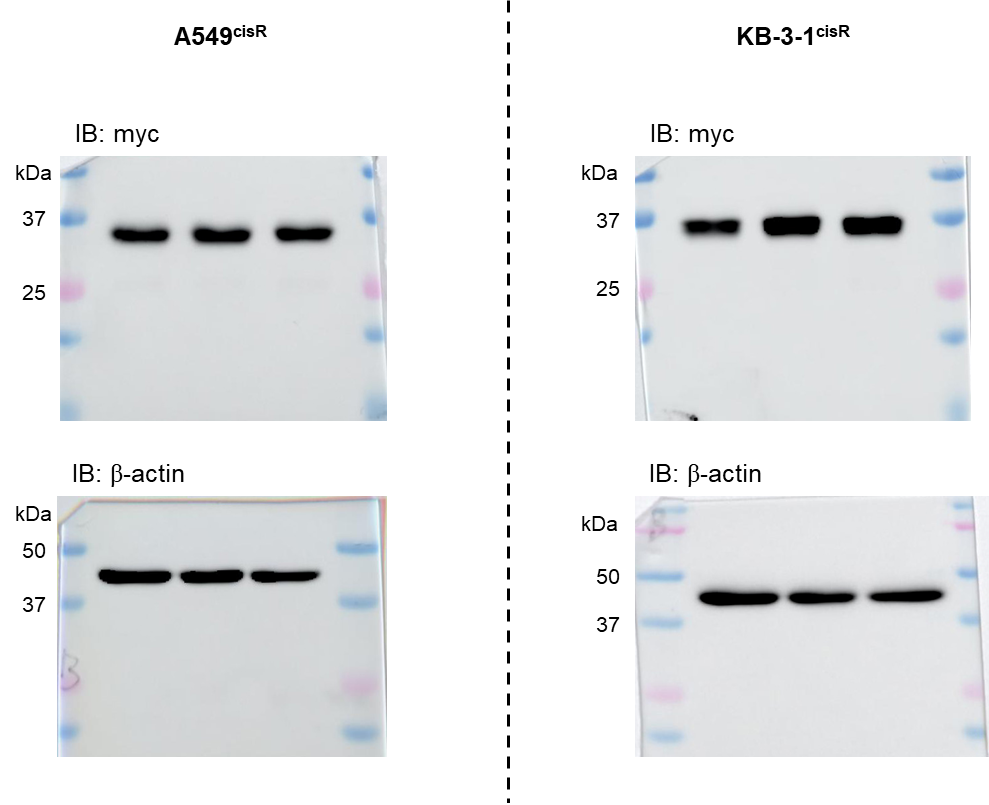 A549cisR
KB-3-1cisR
IB: myc
kDa
37
25
IB: myc
kDa
37
25
IB: β-actin
kDa
50
37
IB: β-actin
kDa
50
37